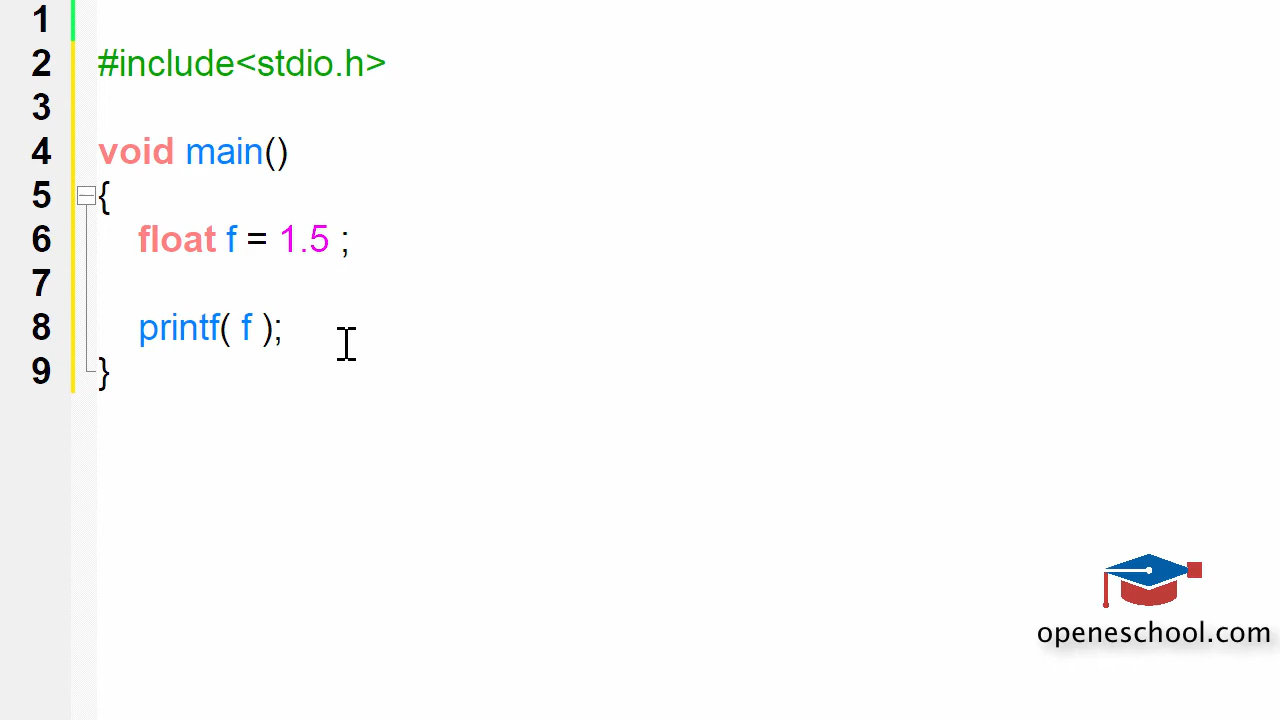 1
2 #include<stdio.h>
3
4 void main()
5 {
6 float f = 1.5 ;
7
8 printf( f );
9 }
openeschool.com